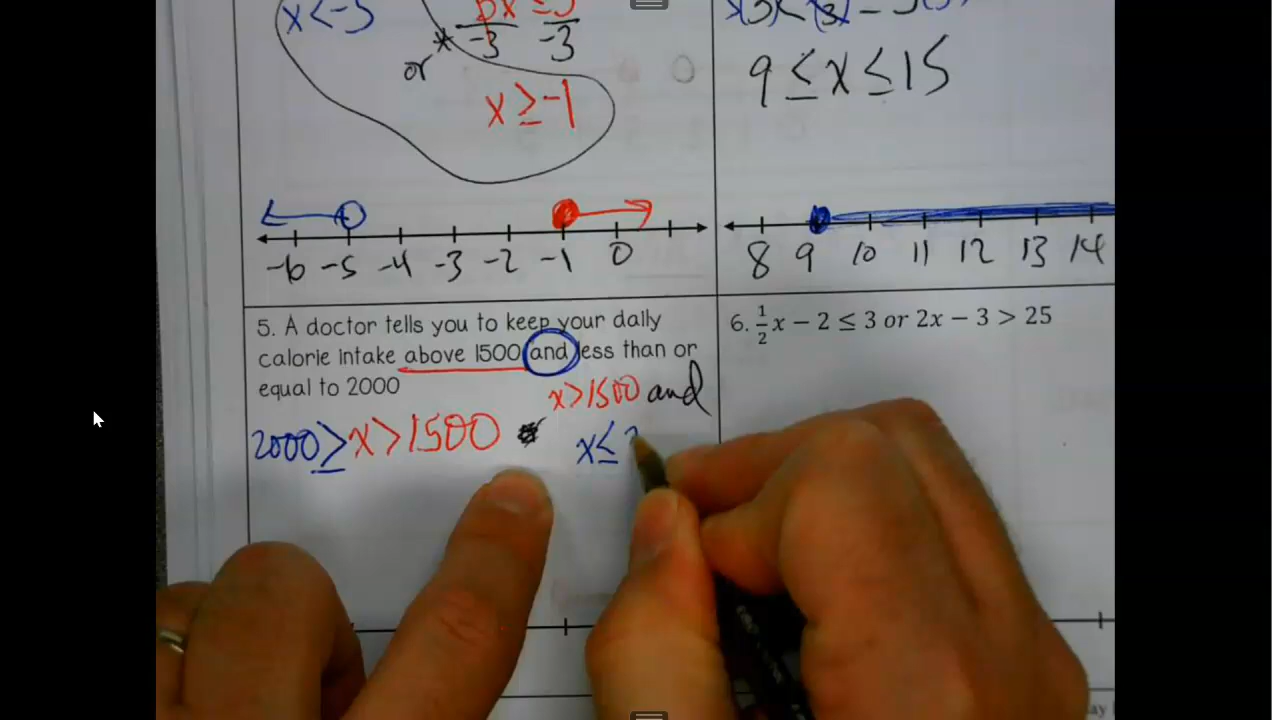 x < -5
-3 -3
or
x ≥ -1
9 ≤ x ≤ 15
-6 -5 -4 -3 -2 -1 0
8 9 10 11 12 13 14
5. A doctor tells you to keep your daily
calorie intake above 1500 and less than or
equal to 2000
x > 1500 and
2000 ≥ x > 1500
x ≤
6. 1/2 x − 2 ≤ 3 or 2x − 3 > 25